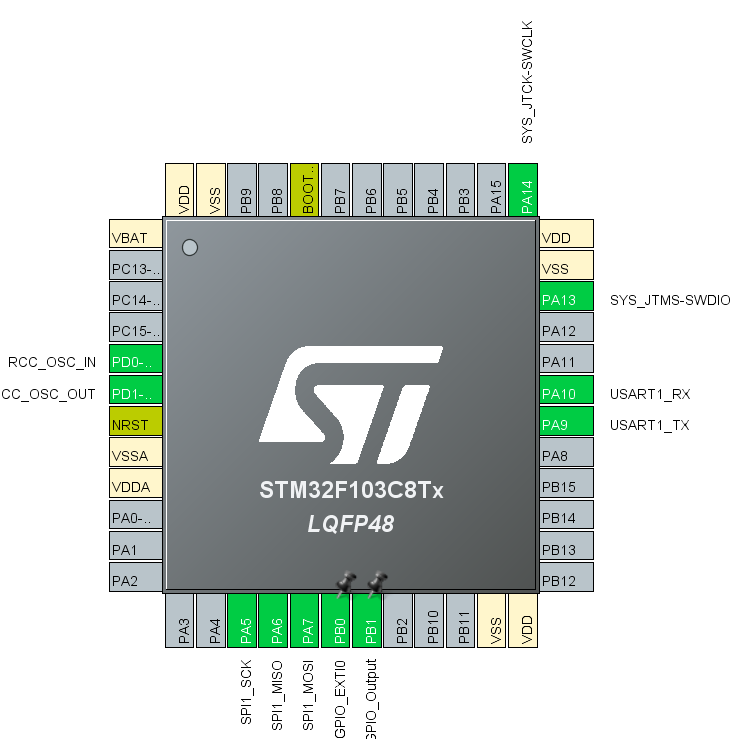 SYS_JTCK-SWCLK
VDD
VSS
PB9
PB8
BOOT..
PB7
PB6
PB5
PB4
PB3
PA15
PA14
VBAT
PC13-..
PC14-..
PC15-..
RCC_OSC_IN PD0-..
CC_OSC_OUT PD1-..
NRST
VSSA
VDDA
PA0-..
PA1
PA2
VDD
VSS
PA13 SYS_JTMS-SWDIO
PA12
PA11
PA10 USART1_RX
PA9 USART1_TX
PA8
PB15
PB14
PB13
PB12
ST
STM32F103C8Tx
LQFP48
PA3
PA4
PA5
PA6
PA7
PB0
PB1
PB2
PB10
PB11
VSS
VDD
SPI1_SCK
SPI1_MISO
SPI1_MOSI
GPIO_EXTI0
GPIO_Output